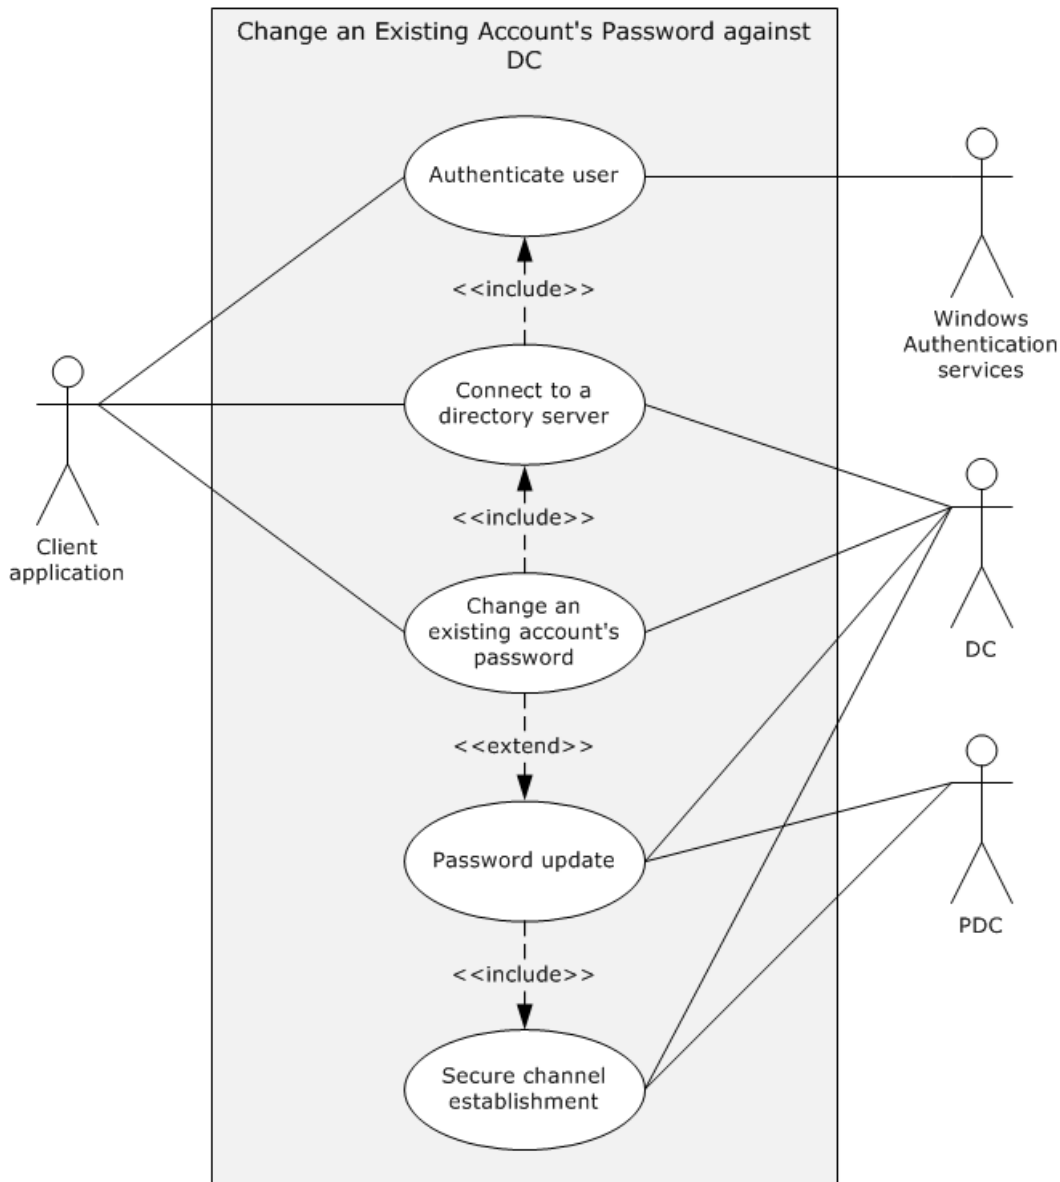 Change an Existing Account's Password against
DC
Authenticate user
<<include>>
Windows
Authentication
services
Connect to a
directory server
<<include>>
Client
application
Change an
existing account's
password
DC
<<extend>>
Password update
PDC
<<include>>
Secure channel
establishment